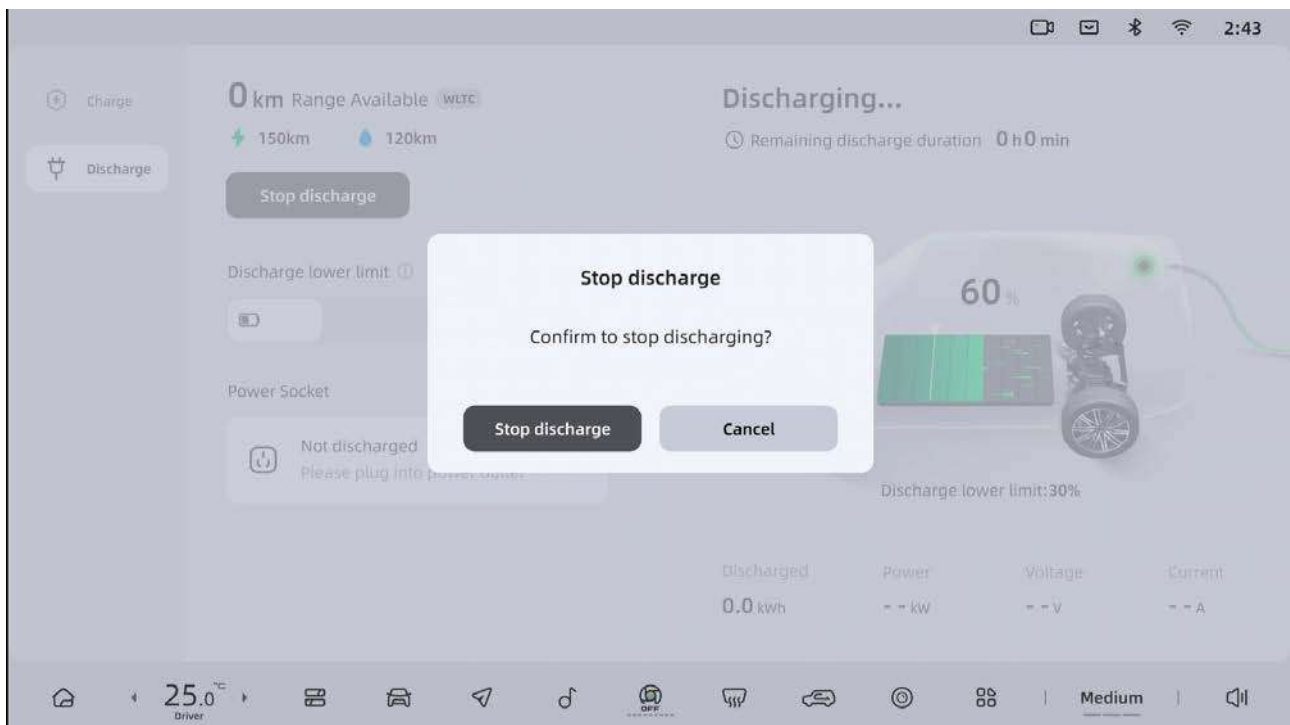 2:43
Charge
Discharge
0 km Range Available WLTC
150km 120km
Stop discharge
Discharge lower limit
Power Socket
Not discharged
Please plug into power outlet
Discharging...
Remaining discharge duration 0 h 0 min
60 %
Discharge lower limit:30%
Discharged Power Voltage Current
0.0 kWh -- kW -- V -- A
Stop discharge
Confirm to stop discharging?
Stop discharge Cancel
25.0 °C
Driver
OFF
Medium